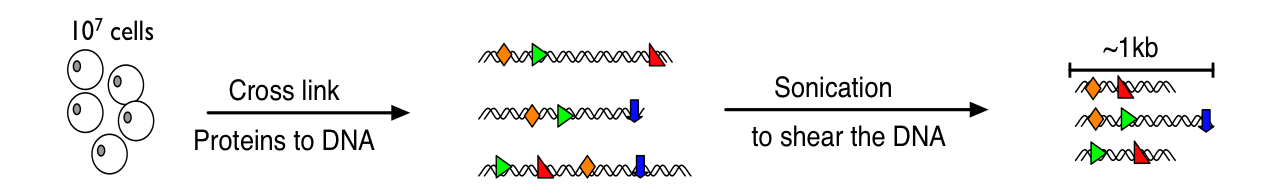 10⁷ cells
Cross link
Proteins to DNA
Sonication
to shear the DNA
~1kb